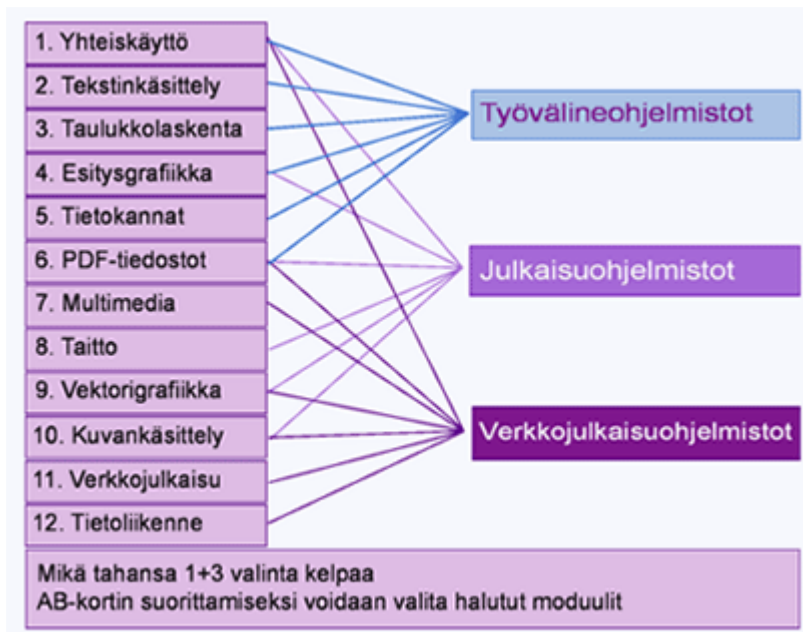 1. Yhteiskäyttö
2. Tekstinkäsittely
3. Taulukkolaskenta
4. Esitysgrafiikka
5. Tietokannat
6. PDF-tiedostot
7. Multimedia
8. Taitto
9. Vektorigrafiikka
10. Kuvankäsittely
11. Verkkojulkaisu
12. Tietoliikenne
Työvälineohjelmistot
Julkaisuohjelmistot
Verkkojulkaisuohjelmistot
Mikä tahansa 1+3 valinta kelpaa
AB-kortin suorittamiseksi voidaan valita halutut moduulit